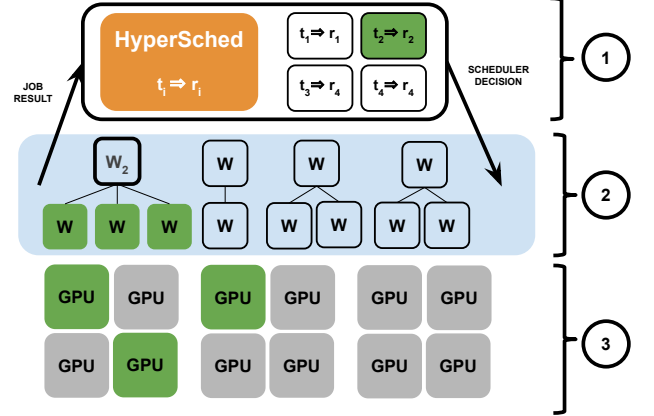 HyperSched
t₁⇒r₁
t₂⇒r₂
1
JOB
RESULT
SCHEDULER
DECISION
tᵢ⇒rᵢ
t₃⇒r₄
t₄⇒r₄
W₂
W
W
W
2
W
W
W
W
W
W
W
W
GPU
GPU
GPU
GPU
GPU
GPU
3
GPU
GPU
GPU
GPU
GPU
GPU